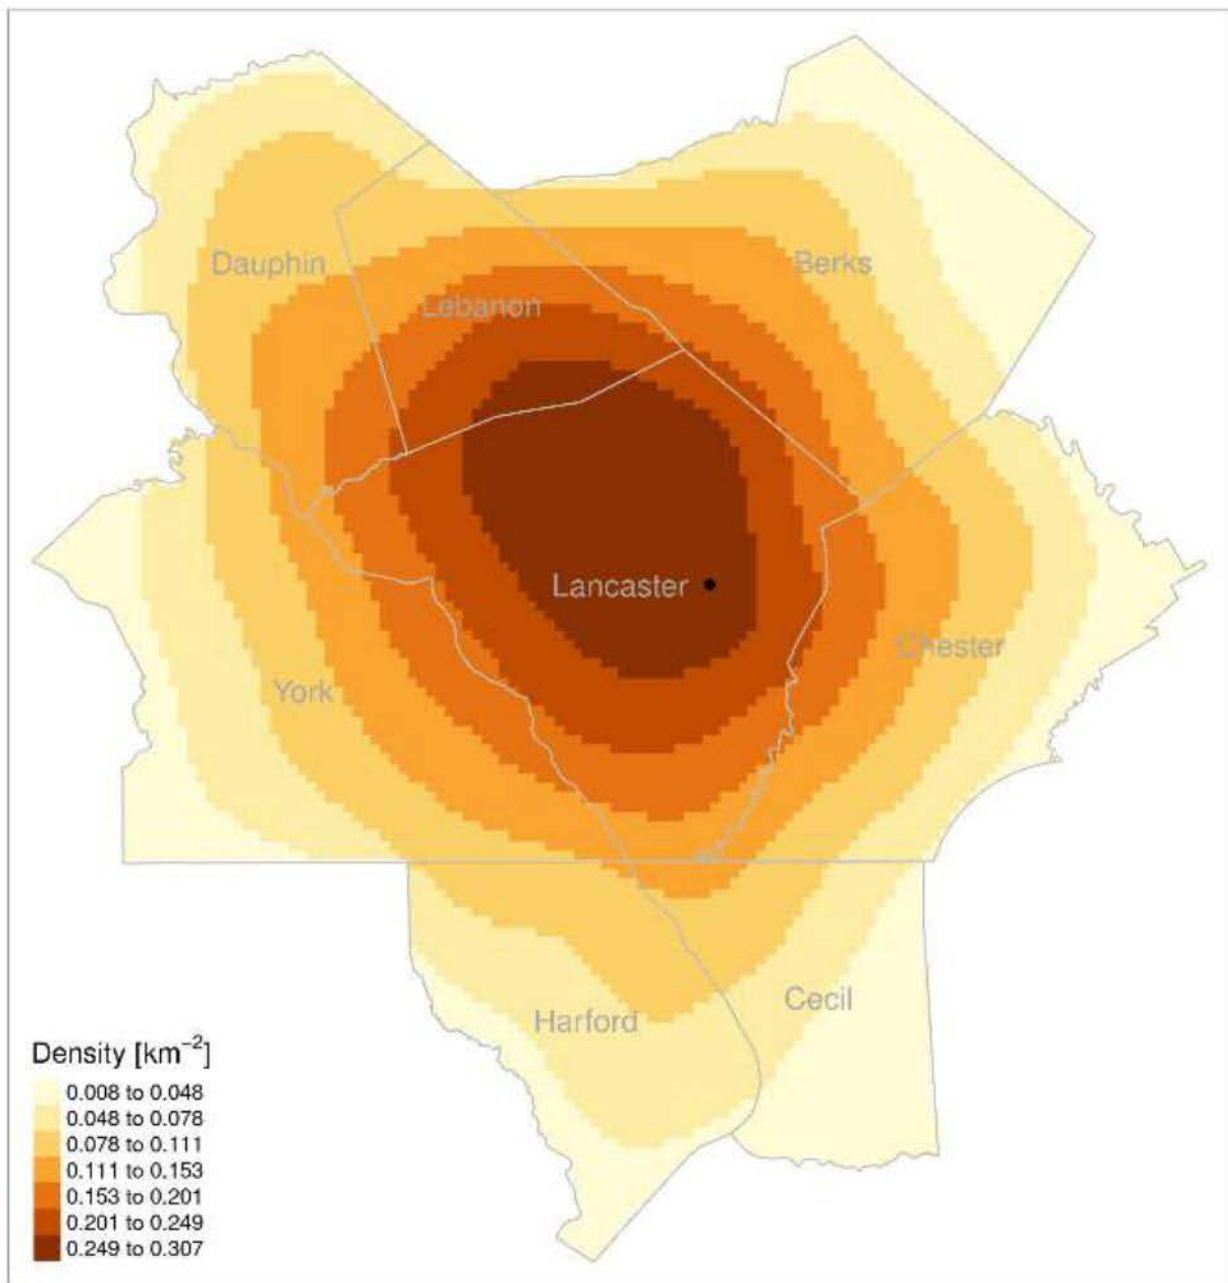 Dauphin
Berks
Lebanon
Lancaster
Chester
York
Cecil
Harford
Density [km⁻²]
0.008 to 0.048
0.048 to 0.078
0.078 to 0.111
0.111 to 0.153
0.153 to 0.201
0.201 to 0.249
0.249 to 0.307